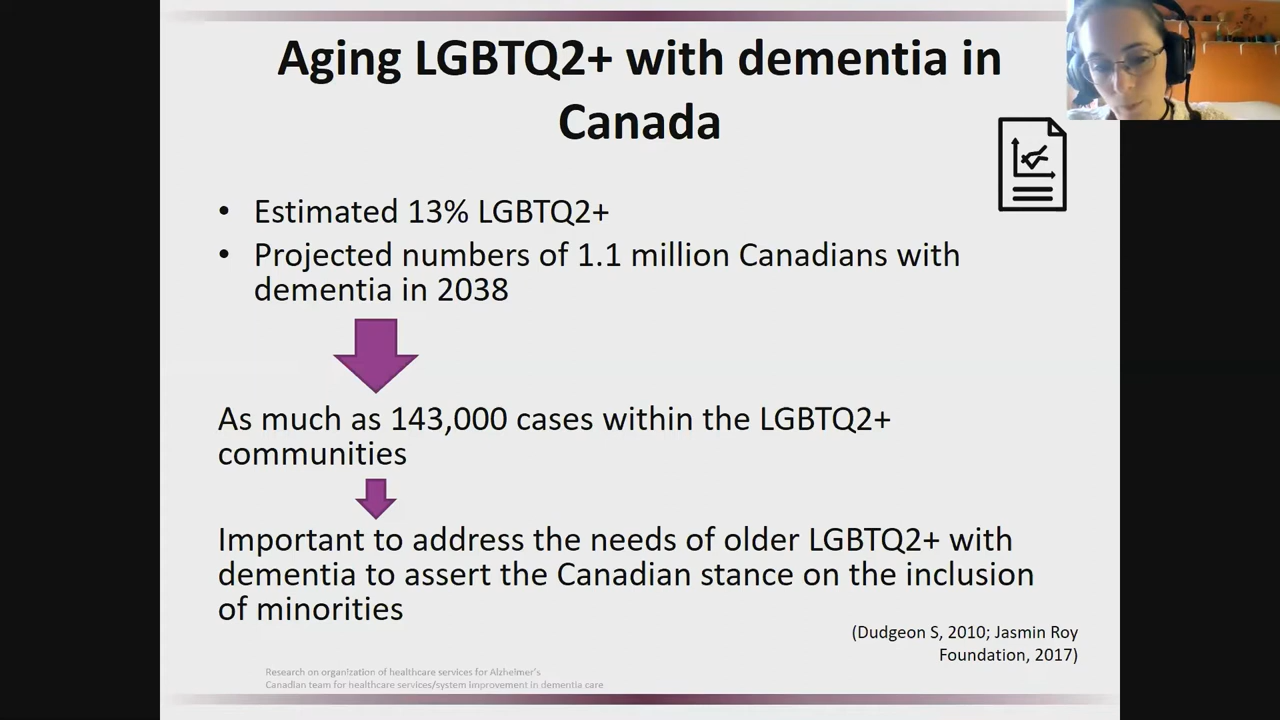 Aging LGBTQ2+ with dementia in
Canada
• Estimated 13% LGBTQ2+
• Projected numbers of 1.1 million Canadians with
dementia in 2038
As much as 143,000 cases within the LGBTQ2+
communities
Important to address the needs of older LGBTQ2+ with
dementia to assert the Canadian stance on the inclusion
of minorities
(Dudgeon S, 2010; Jasmin Roy
Foundation, 2017)
Research on organization of healthcare services for Alzheimer's
Canadian team for healthcare services/system improvement in dementia care